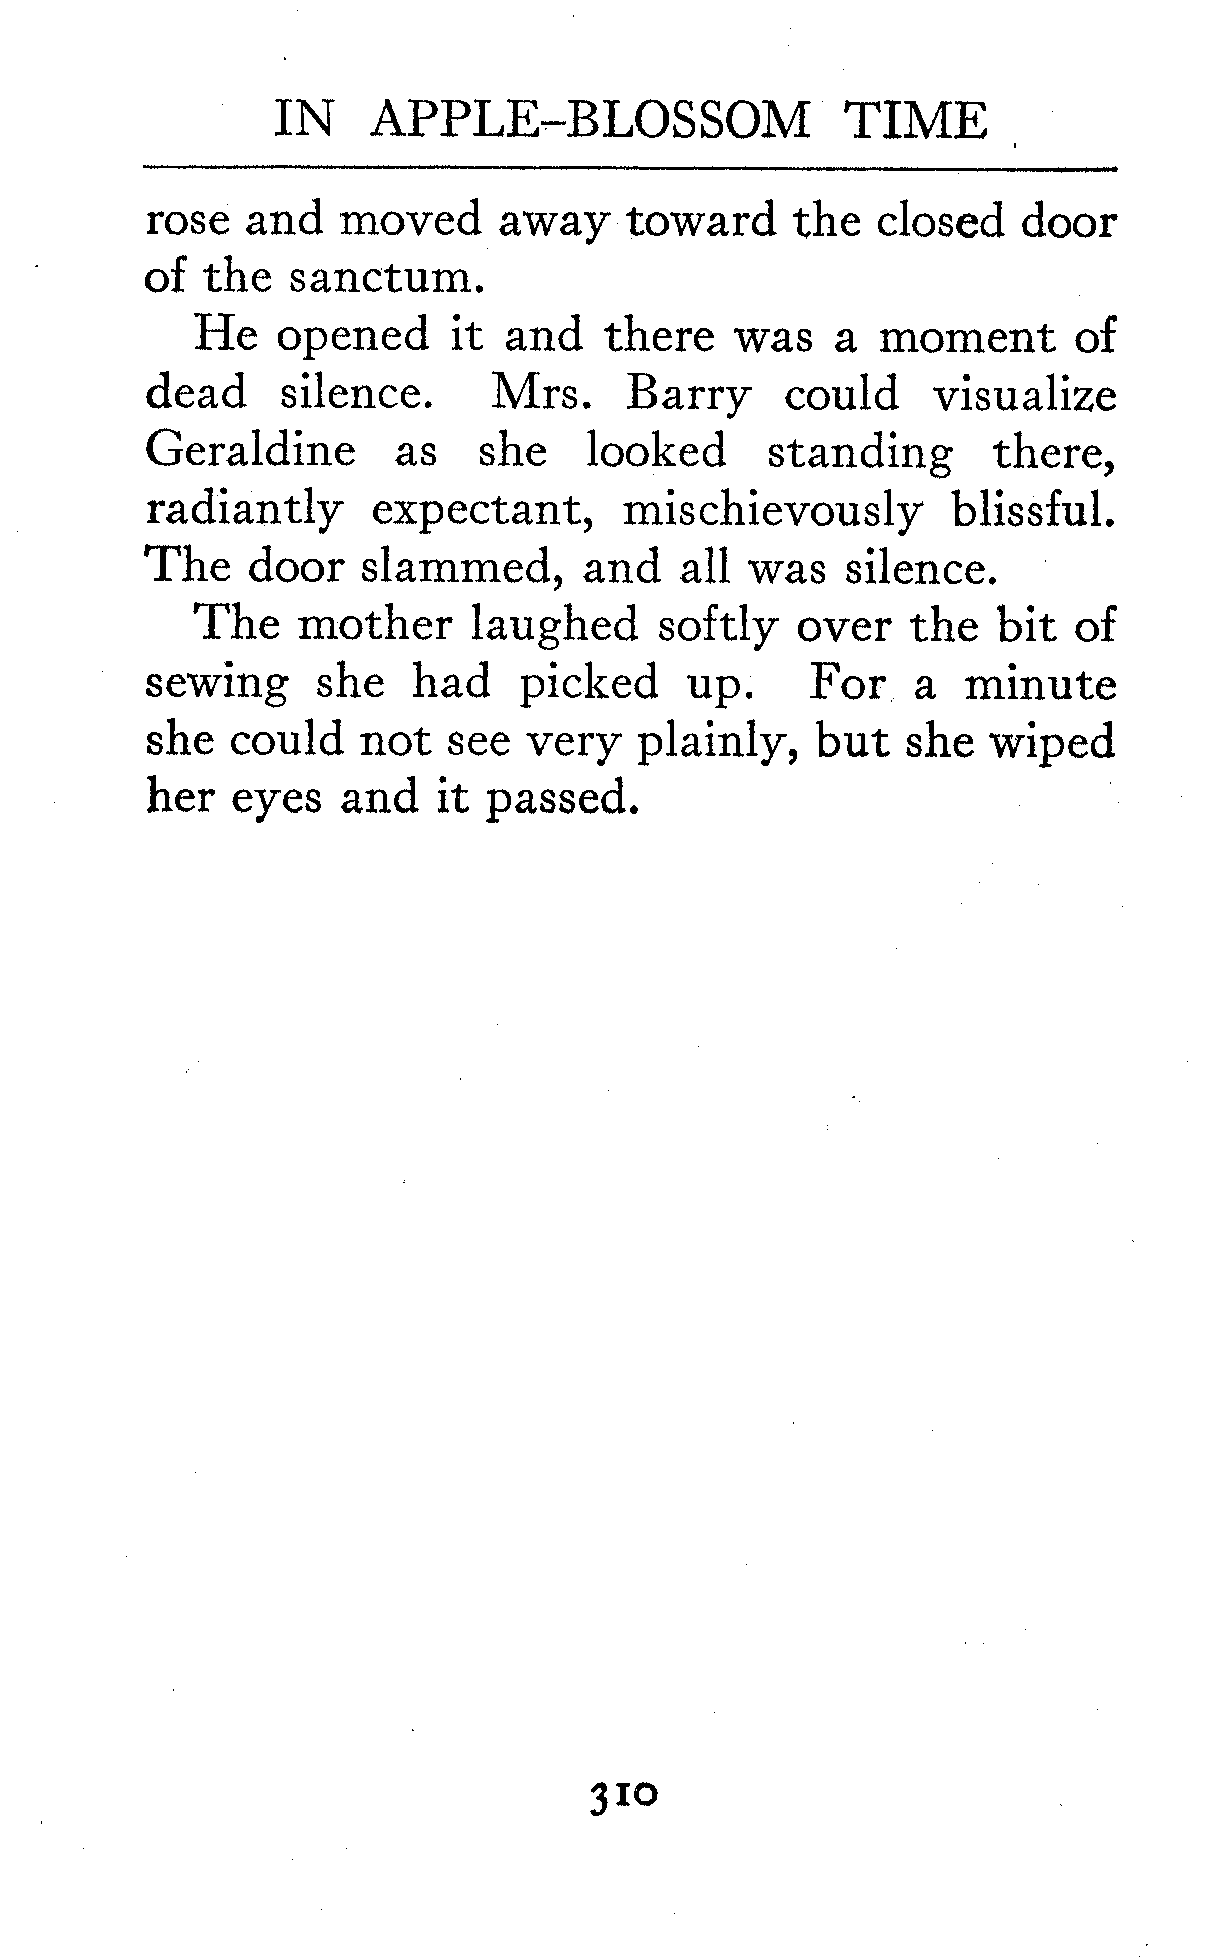 IN APPLE-BLOSSOM TIME
rose and moved away toward the closed door
of the sanctum.
He opened it and there was a moment of
dead silence. Mrs. Barry could visualize
Geraldine as she looked standing there,
radiantly expectant, mischievously blissful.
The door slammed, and all was silence.
The mother laughed softly over the bit of
sewing she had picked up. For a minute
she could not see very plainly, but she wiped
her eyes and it passed.
310